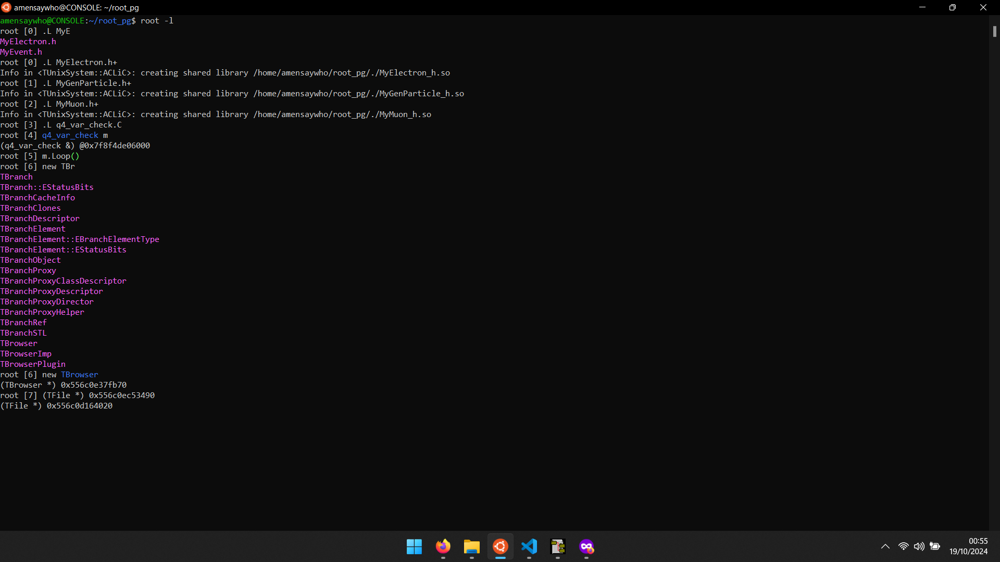 amensaywho@CONSOLE: ~/root_pg
amensaywho@CONSOLE:~/root_pg$ root -l
root [0] .L MyE
MyElectron.h
MyEvent.h
root [0] .L MyElectron.h+
Info in <TUnixSystem::ACLiC>: creating shared library /home/amensaywho/root_pg/./MyElectron_h.so
root [1] .L MyGenParticle.h+
Info in <TUnixSystem::ACLiC>: creating shared library /home/amensaywho/root_pg/./MyGenParticle_h.so
root [2] .L MyMuon.h+
Info in <TUnixSystem::ACLiC>: creating shared library /home/amensaywho/root_pg/./MyMuon_h.so
root [3] .L q4_var_check.C
root [4] q4_var_check m
(q4_var_check &) @0x7f8f4de06000
root [5] m.Loop()
root [6] new TBr
TBranch
TBranch::EStatusBits
TBranchCacheInfo
TBranchClones
TBranchDescriptor
TBranchElement
TBranchElement::EBranchElementType
TBranchElement::EStatusBits
TBranchObject
TBranchProxy
TBranchProxyClassDescriptor
TBranchProxyDescriptor
TBranchProxyDirector
TBranchProxyHelper
TBranchRef
TBranchSTL
TBrowser
TBrowserImp
TBrowserPlugin
root [6] new TBrowser
(TBrowser *) 0x556c0e37fb70
root [7] (TFile *) 0x556c0ec53490
(TFile *) 0x556c0d164020
00:55
19/10/2024